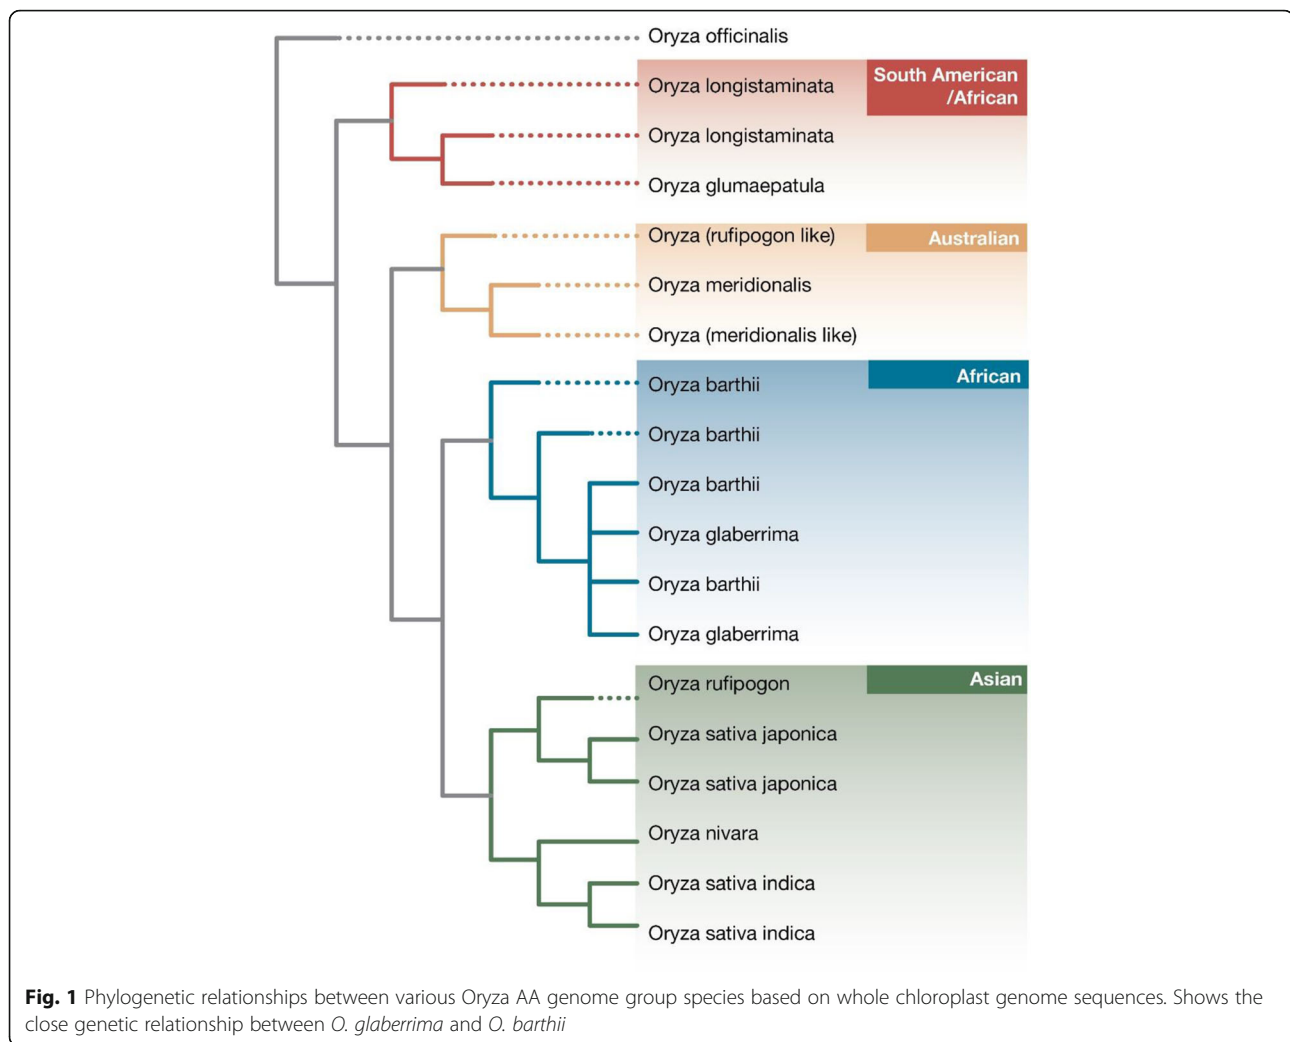 Oryza officinalis
Oryza longistaminata
South American
/African
Oryza longistaminata
Oryza glumaepatula
Oryza (rufipogon like)
Australian
Oryza meridionalis
Oryza (meridionalis like)
Oryza barthii
African
Oryza barthii
Oryza barthii
Oryza glaberrima
Oryza barthii
Oryza glaberrima
Oryza rufipogon
Asian
Oryza sativa japonica
Oryza sativa japonica
Oryza nivara
Oryza sativa indica
Oryza sativa indica
Fig. 1 Phylogenetic relationships between various Oryza AA genome group species based on whole chloroplast genome sequences. Shows the
close genetic relationship between O. glaberrima and O. barthii